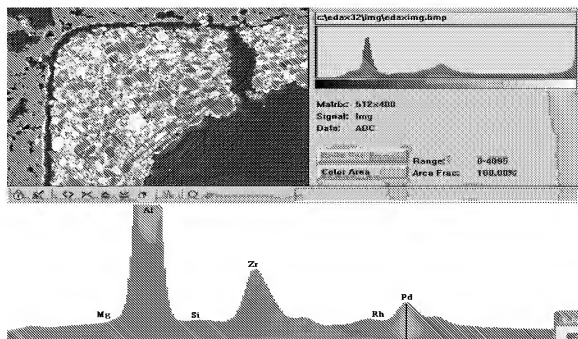 c:\edax32\img\edaximg.bmp
Matrix: 512x400
Signal: Img
Date: ADC
Range: 0-4095
Color Area
Area Frac: 100.00%
Al
Zr
Pd
Mg
Si
Rh